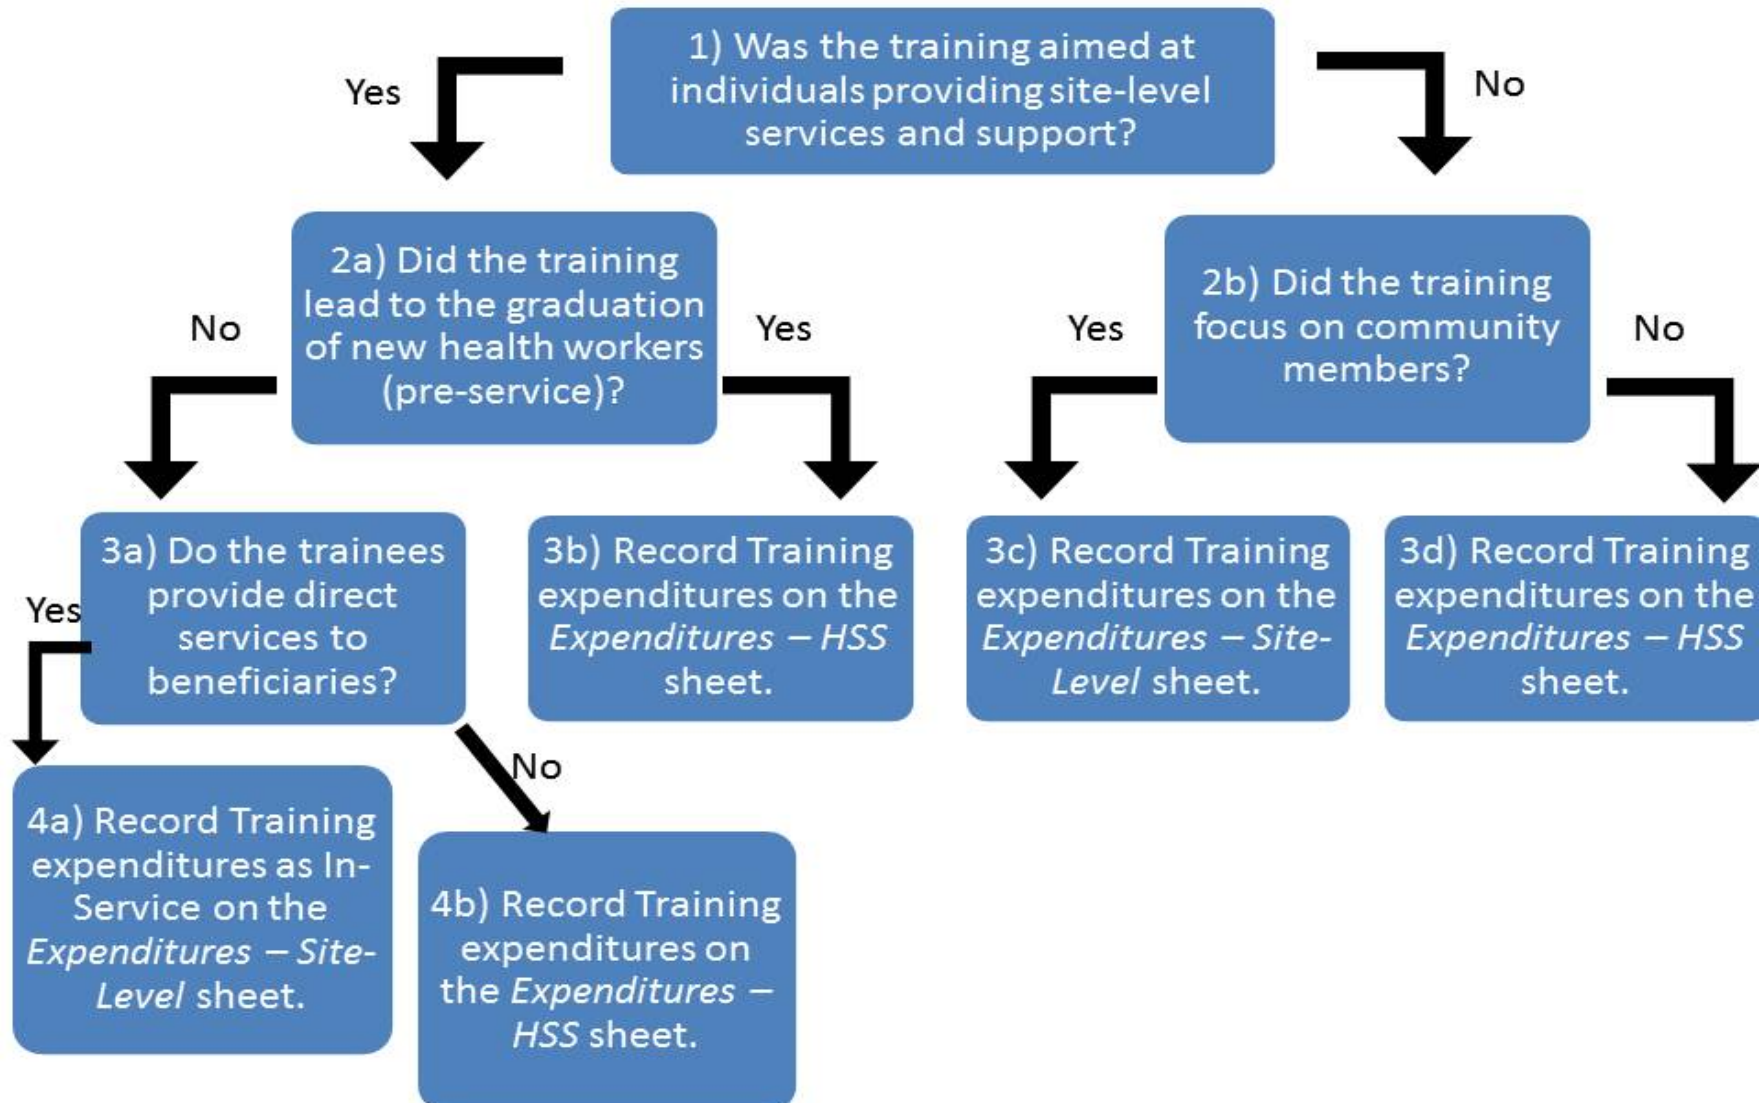 1) Was the training aimed at
individuals providing site-level
services and support?
Yes
No
2a) Did the training
lead to the graduation
of new health workers
(pre-service)?
No
Yes
2b) Did the training
focus on community
members?
Yes
No
3a) Do the trainees
provide direct
services to
beneficiaries?
Yes
No
3b) Record Training
expenditures on the
Expenditures – HSS
sheet.
3c) Record Training
expenditures on the
Expenditures – Site-
Level sheet.
3d) Record Training
expenditures on the
Expenditures – HSS
sheet.
4a) Record Training
expenditures as In-
Service on the
Expenditures – Site-
Level sheet.
4b) Record Training
expenditures on
the Expenditures –
HSS sheet.